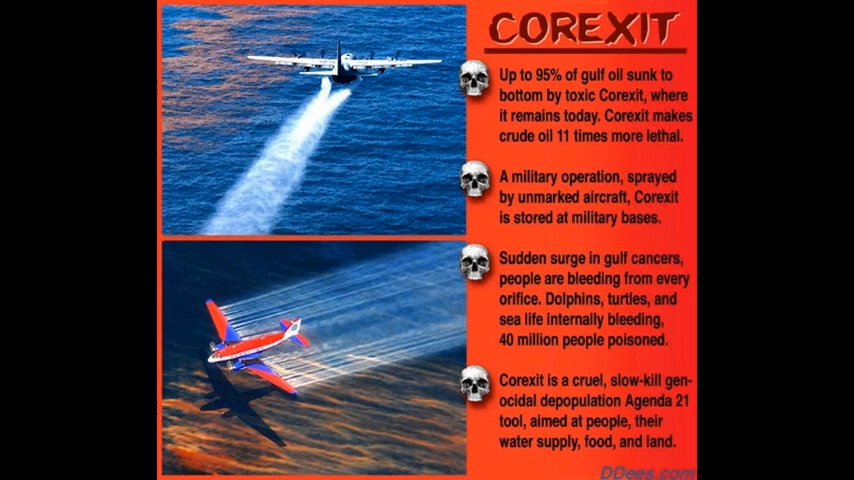 COREXIT
Up to 95% of gulf oil sunk to
bottom by toxic Corexit, where
it remains today. Corexit makes
crude oil 11 times more lethal.
A military operation, sprayed
by unmarked aircraft, Corexit
is stored at military bases.
Sudden surge in gulf cancers,
people are bleeding from every
orifice. Dolphins, turtles, and
sea life internally bleeding,
40 million people poisoned.
Corexit is a cruel, slow-kill gen-
ocidal depopulation Agenda 21
tool, aimed at people, their
water supply, food, and land.
DDees.com